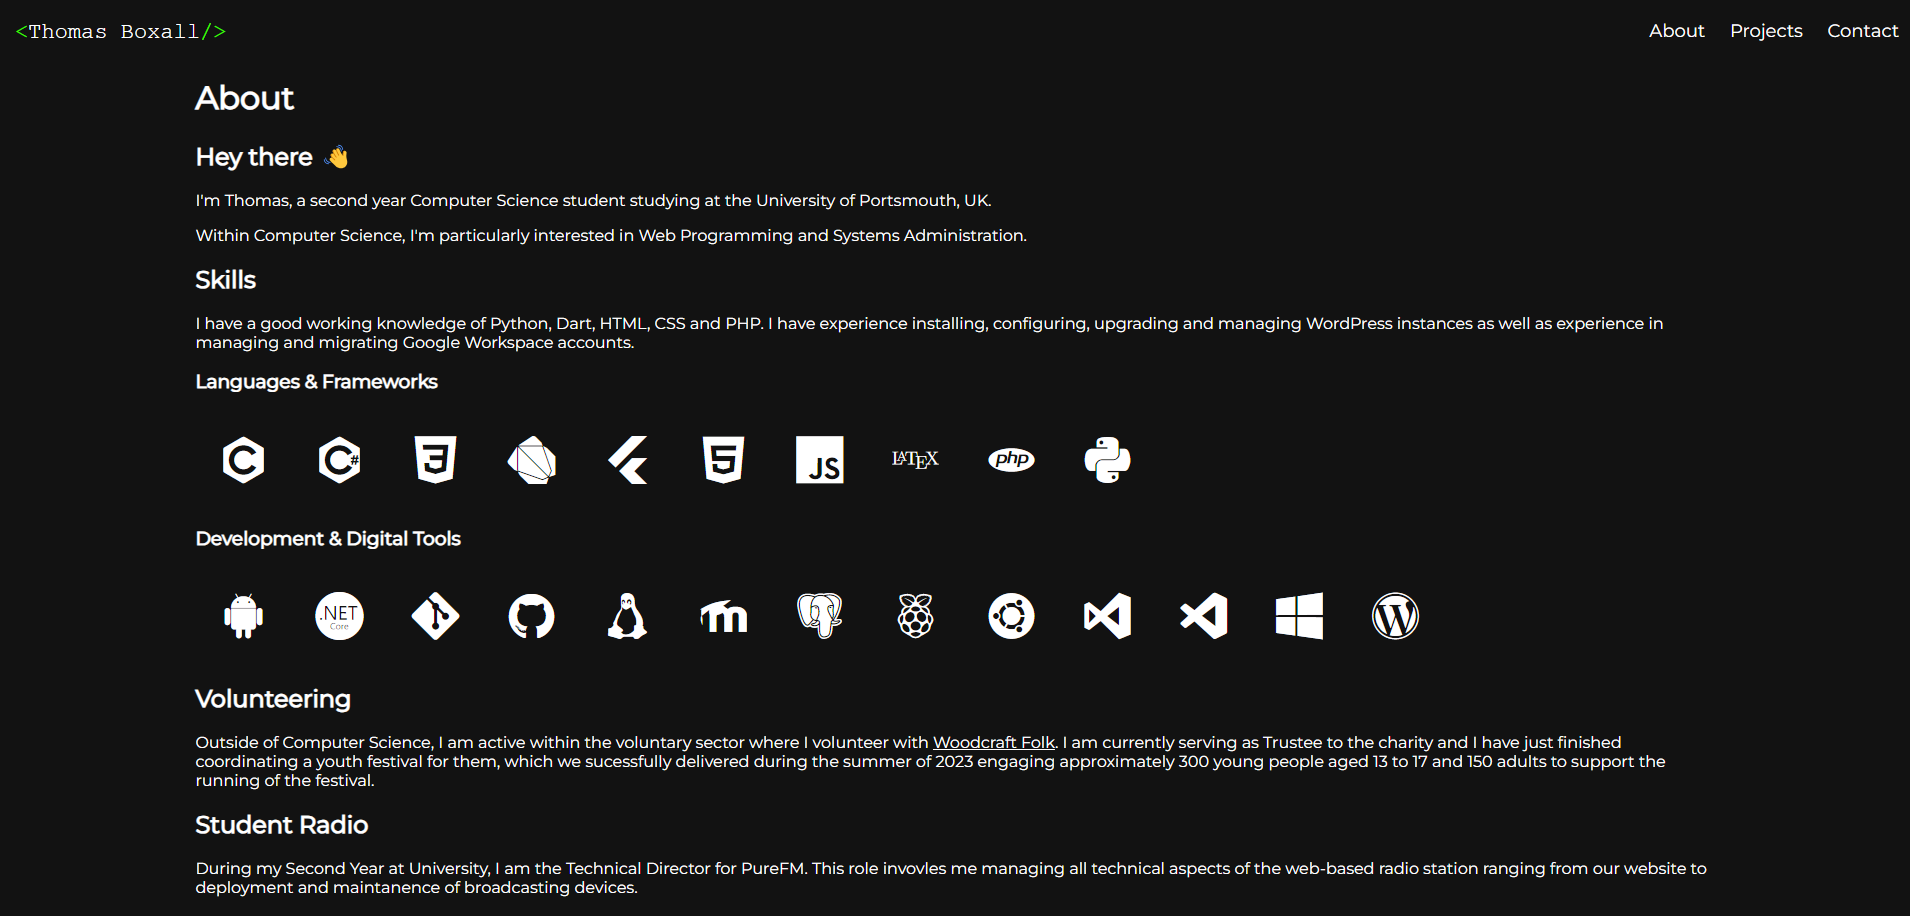 <Thomas Boxall/>
About Projects Contact
About
Hey there 👋
I'm Thomas, a second year Computer Science student studying at the University of Portsmouth, UK.
Within Computer Science, I'm particularly interested in Web Programming and Systems Administration.
Skills
I have a good working knowledge of Python, Dart, HTML, CSS and PHP. I have experience installing, configuring, upgrading and managing WordPress instances as well as experience in
managing and migrating Google Workspace accounts.
Languages & Frameworks
C C# 3 5 JS LATEX php
Development & Digital Tools
.NET
Core
m W
Volunteering
Outside of Computer Science, I am active within the voluntary sector where I volunteer with Woodcraft Folk. I am currently serving as Trustee to the charity and I have just finished
coordinating a youth festival for them, which we sucessfully delivered during the summer of 2023 engaging approximately 300 young people aged 13 to 17 and 150 adults to support the
running of the festival.
Student Radio
During my Second Year at University, I am the Technical Director for PureFM. This role invovles me managing all technical aspects of the web-based radio station ranging from our website to
deployment and maintanence of broadcasting devices.